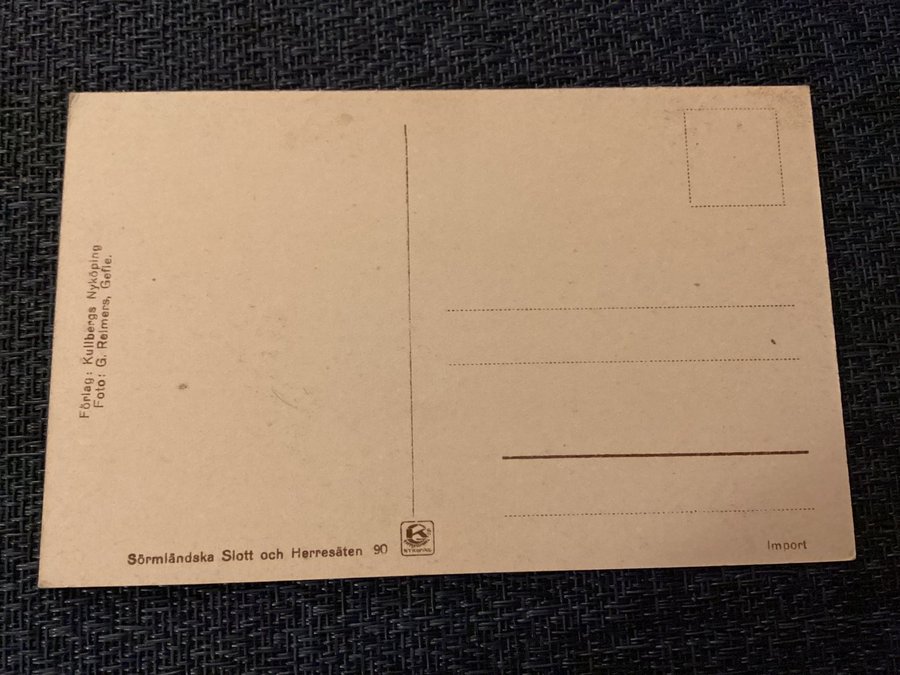 Förlag: Kullbergs Nyköping
Foto: G. Reimers, Gefle.
Sörmländska Slott och Herresäten 90
NYKÖPING
Import